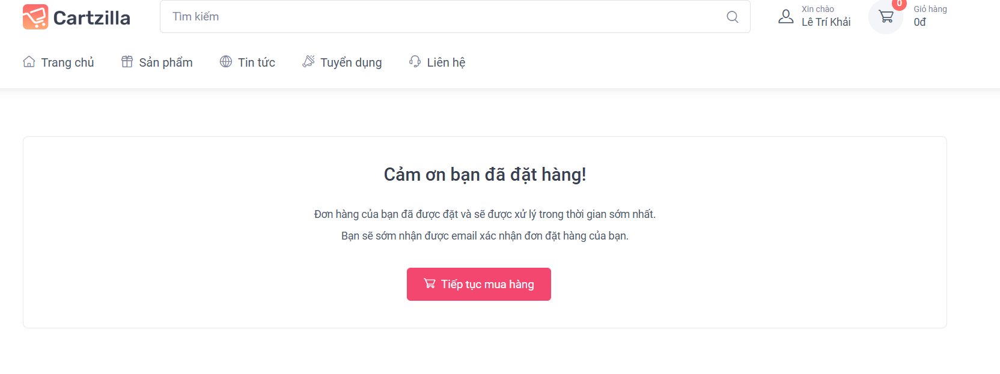 Cartzilla
Tìm kiếm
Xin chào
Lê Trí Khải
0
Giỏ hàng
0đ
Trang chủ
Sản phẩm
Tin tức
Tuyển dụng
Liên hệ
Cảm ơn bạn đã đặt hàng!
Đơn hàng của bạn đã được đặt và sẽ được xử lý trong thời gian sớm nhất.
Bạn sẽ sớm nhận được email xác nhận đơn đặt hàng của bạn.
Tiếp tục mua hàng